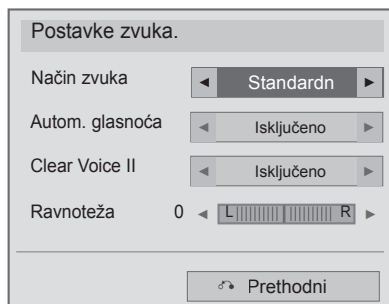 Postavke zvuka.
Način zvuka ◄ Standardn ►
Autom. glasnoća ◄ Isključeno ►
Clear Voice II ◄ Isključeno ►
Ravnoteža 0 ◄ L R ►
Prethodni